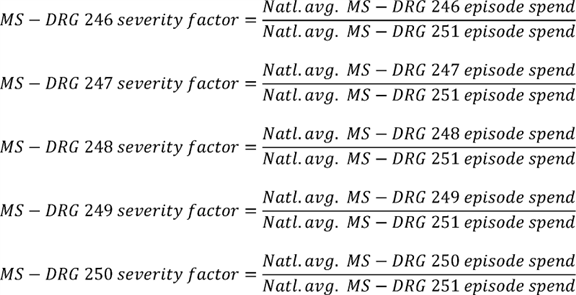 MS − DRG 246 severity factor = Natl.avg. MS − DRG 246 episode spend / Natl.avg. MS − DRG 251 episode spend
MS − DRG 247 severity factor = Natl.avg. MS − DRG 247 episode spend / Natl.avg. MS − DRG 251 episode spend
MS − DRG 248 severity factor = Natl.avg. MS − DRG 248 episode spend / Natl.avg. MS − DRG 251 episode spend
MS − DRG 249 severity factor = Natl.avg. MS − DRG 249 episode spend / Natl.avg. MS − DRG 251 episode spend
MS − DRG 250 severity factor = Natl.avg. MS − DRG 250 episode spend / Natl.avg. MS − DRG 251 episode spend